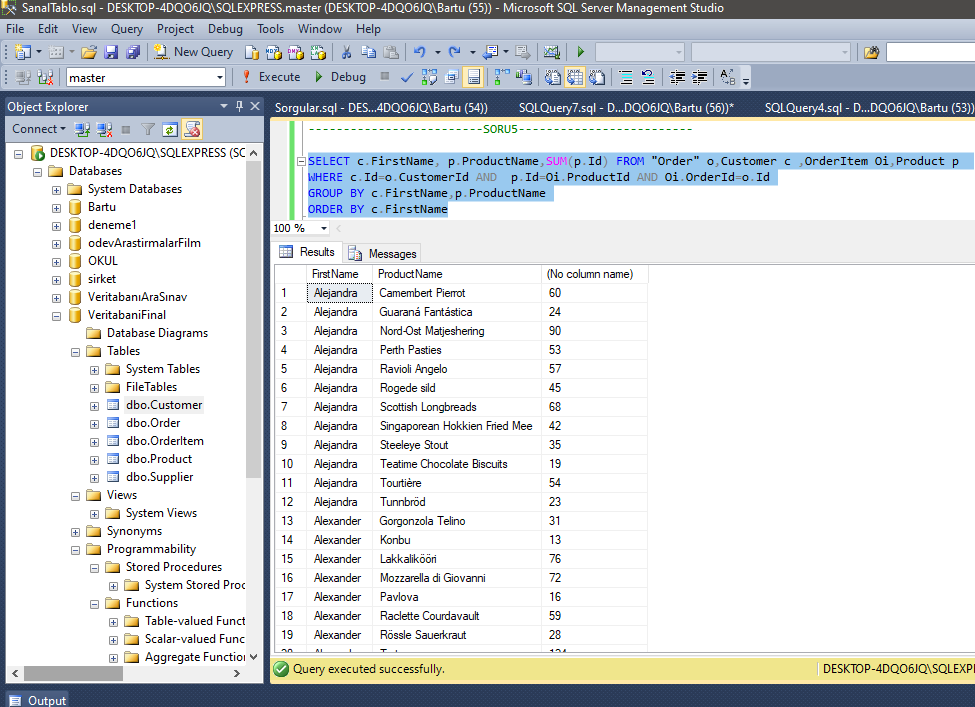 SanalTablo.sql - DESKTOP-4DQO6JQ\SQLEXPRESS.master (DESKTOP-4DQO6JQ\Bartu (55)) - Microsoft SQL Server Management Studio
File Edit View Query Project Debug Tools Window Help
New Query
master Execute Debug
Object Explorer
Connect
DESKTOP-4DQO6JQ\SQLEXPRESS (SC
Databases
System Databases
Bartu
deneme1
odevArastirmalarFilm
OKUL
sirket
VeritabanıAraSınav
VeritabaniFinal
Database Diagrams
Tables
System Tables
FileTables
dbo.Customer
dbo.Order
dbo.OrderItem
dbo.Product
dbo.Supplier
Views
System Views
Synonyms
Programmability
Stored Procedures
System Stored Proc
Functions
Table-valued Funct
Scalar-valued Func
Aggregate Function
Output
Sorgular.sql - DES...4DQO6JQ\Bartu (54)) SQLQuery7.sql - D...DQO6JQ\Bartu (56))* SQLQuery4.sql - D...DQO6JQ\Bartu (53))
-------------------------SORU5-------------------------
SELECT c.FirstName, p.ProductName,SUM(p.Id) FROM "Order" o,Customer c ,OrderItem Oi,Product p
WHERE c.Id=o.CustomerId AND p.Id=Oi.ProductId AND Oi.OrderId=o.Id
GROUP BY c.FirstName,p.ProductName
ORDER BY c.FirstName
100 %
Results Messages
FirstName ProductName (No column name)
1 Alejandra Camembert Pierrot 60
2 Alejandra Guaraná Fantástica 24
3 Alejandra Nord-Ost Matjeshering 90
4 Alejandra Perth Pasties 53
5 Alejandra Ravioli Angelo 57
6 Alejandra Rogede sild 45
7 Alejandra Scottish Longbreads 68
8 Alejandra Singaporean Hokkien Fried Mee 42
9 Alejandra Steeleye Stout 35
10 Alejandra Teatime Chocolate Biscuits 19
11 Alejandra Tourtière 54
12 Alejandra Tunnbröd 23
13 Alexander Gorgonzola Telino 31
14 Alexander Konbu 13
15 Alexander Lakkalikööri 76
16 Alexander Mozzarella di Giovanni 72
17 Alexander Pavlova 16
18 Alexander Raclette Courdavault 59
19 Alexander Rössle Sauerkraut 28
Query executed successfully. DESKTOP-4DQO6JQ\SQLEXP